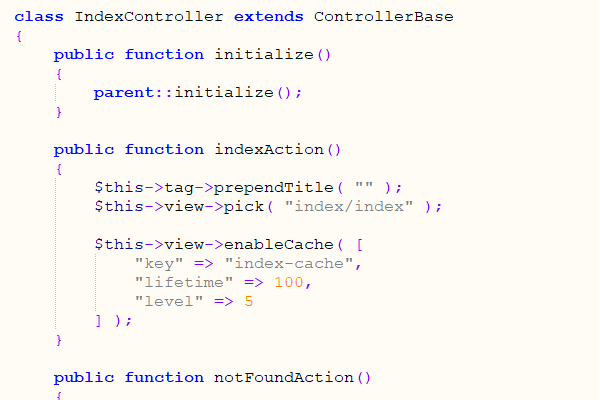 class IndexController extends ControllerBase
{
    public function initialize()
    {
        parent::initialize();
    }

    public function indexAction()
    {
        $this->tag->prependTitle( "" );
        $this->view->pick( "index/index" );

        $this->view->enableCache( [
            "key" => "index-cache",
            "lifetime" => 100,
            "level" => 5
        ] );
    }

    public function notFoundAction()
    {